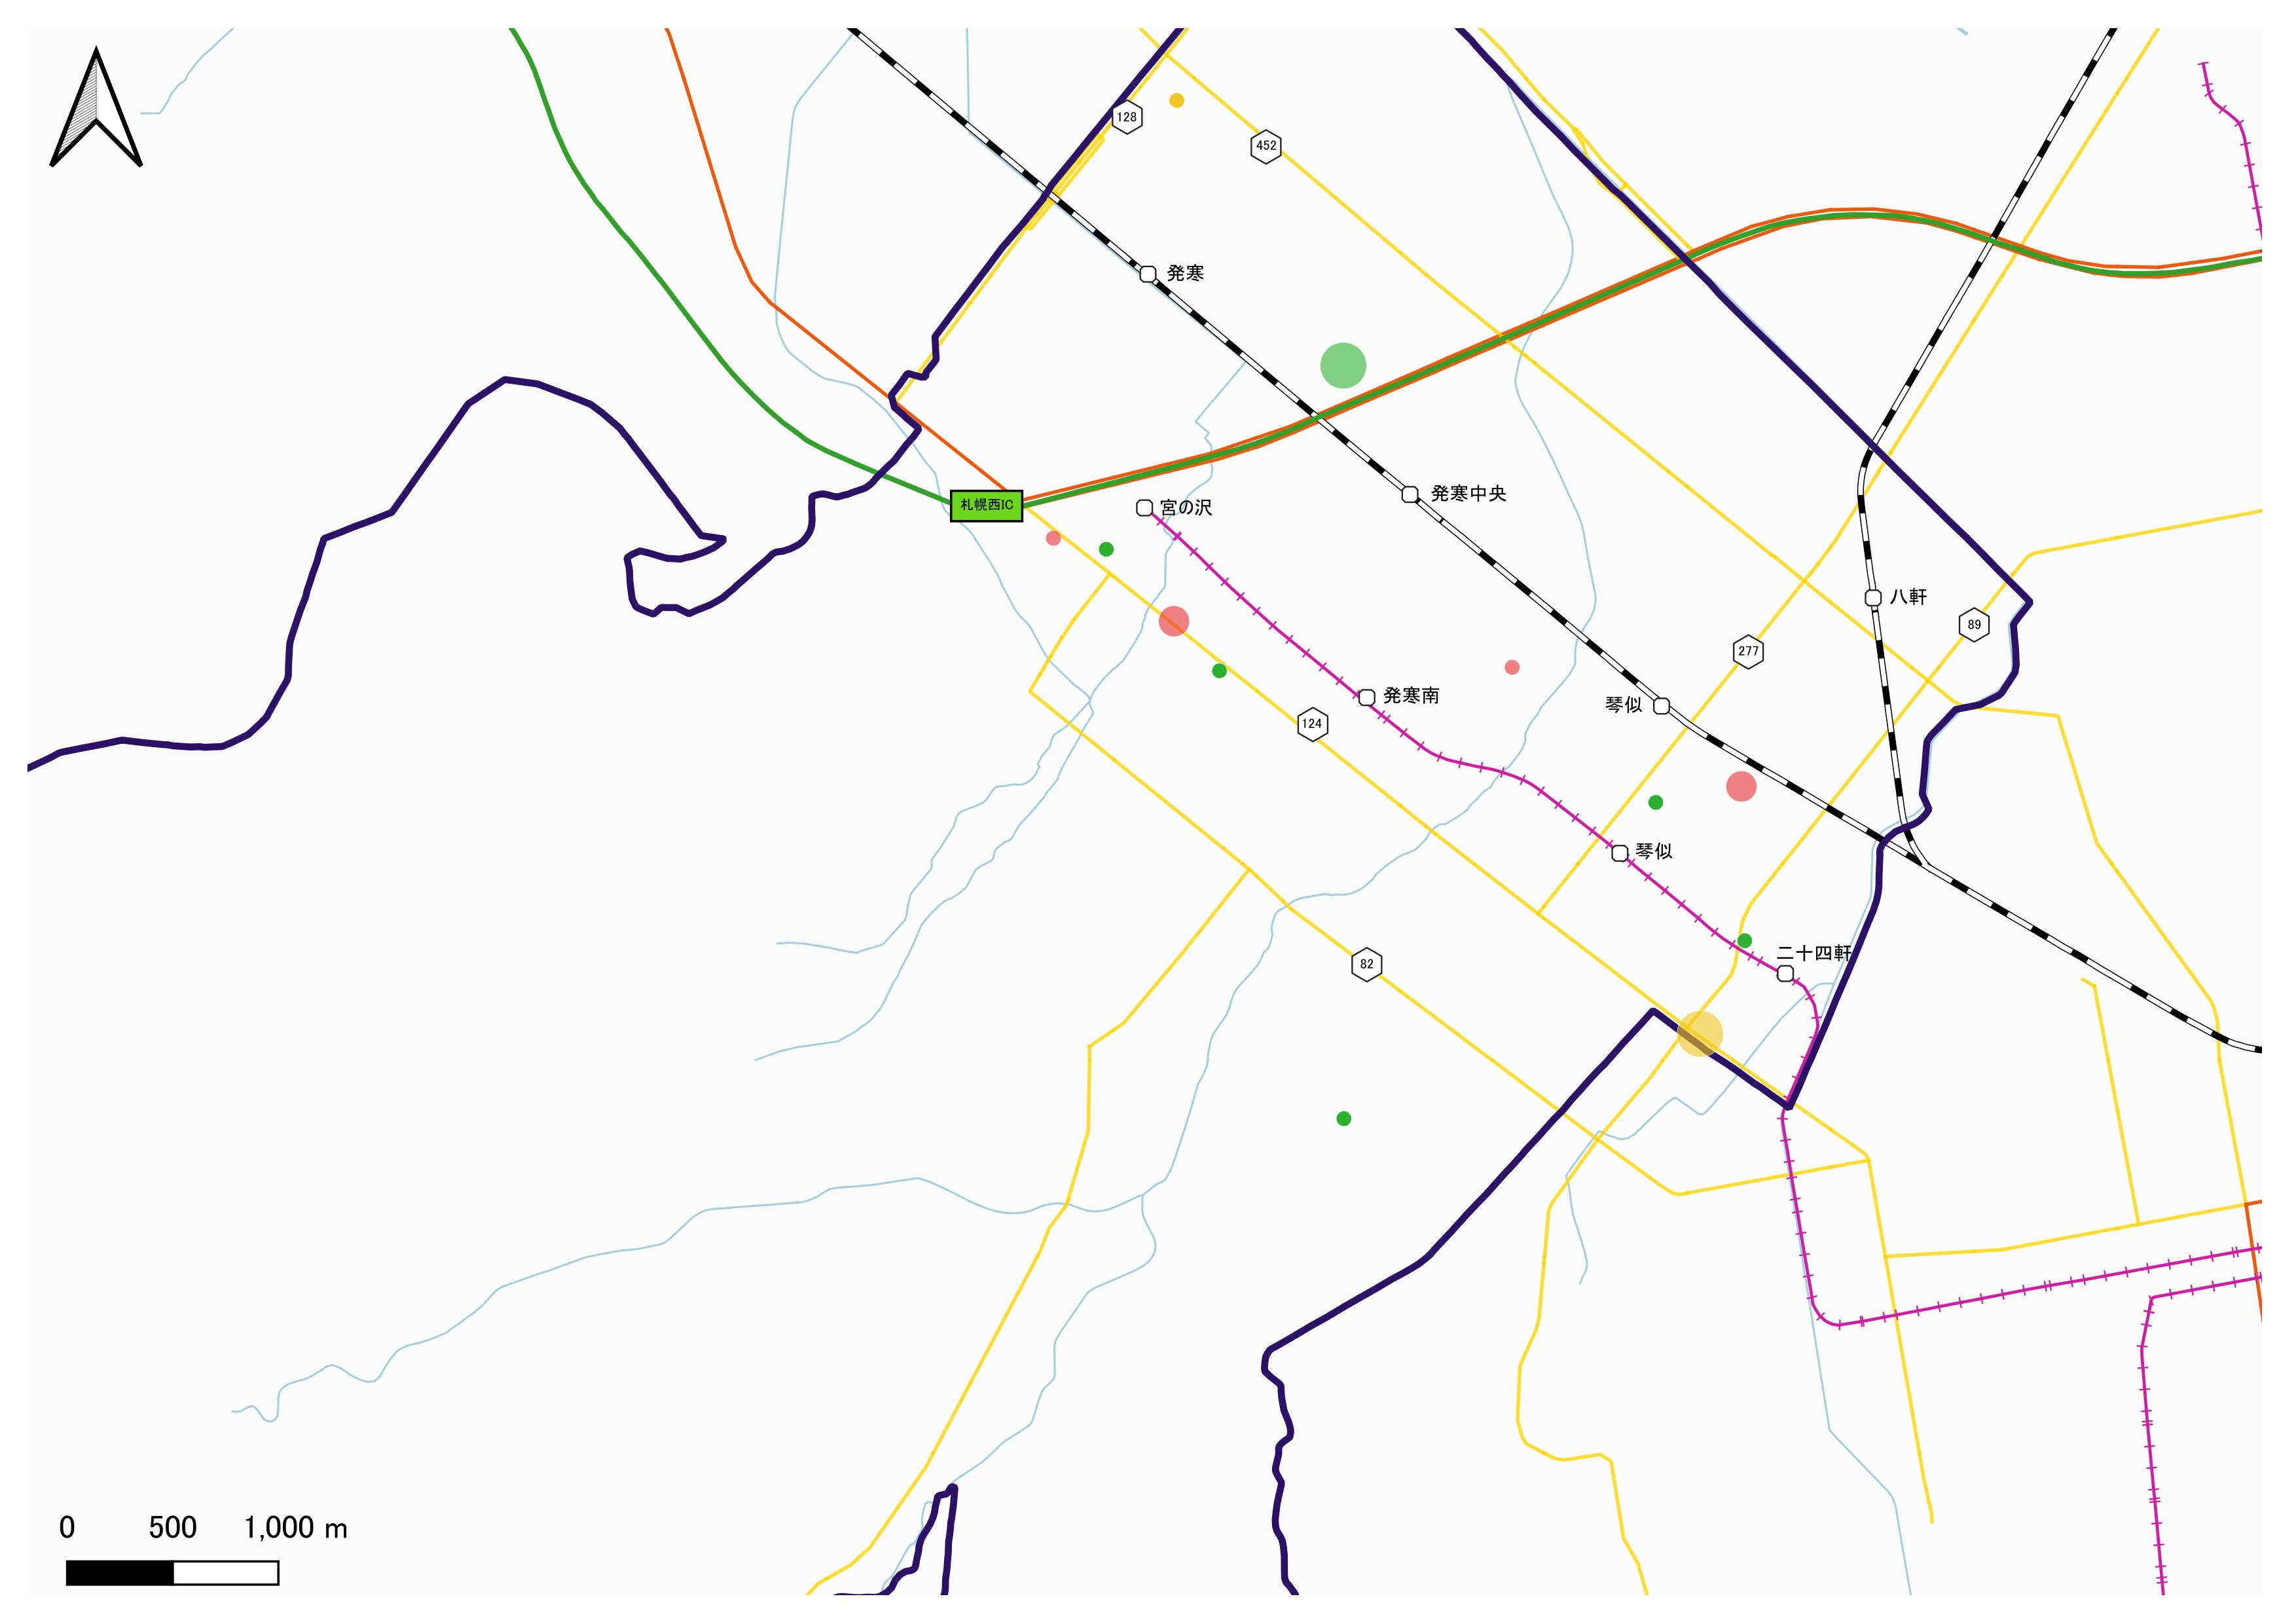 128
452
発寒
発寒中央
札幌西IC
宮の沢
八軒
89
277
発寒南
琴似
124
琴似
二十四軒
82
0 500 1,000 m